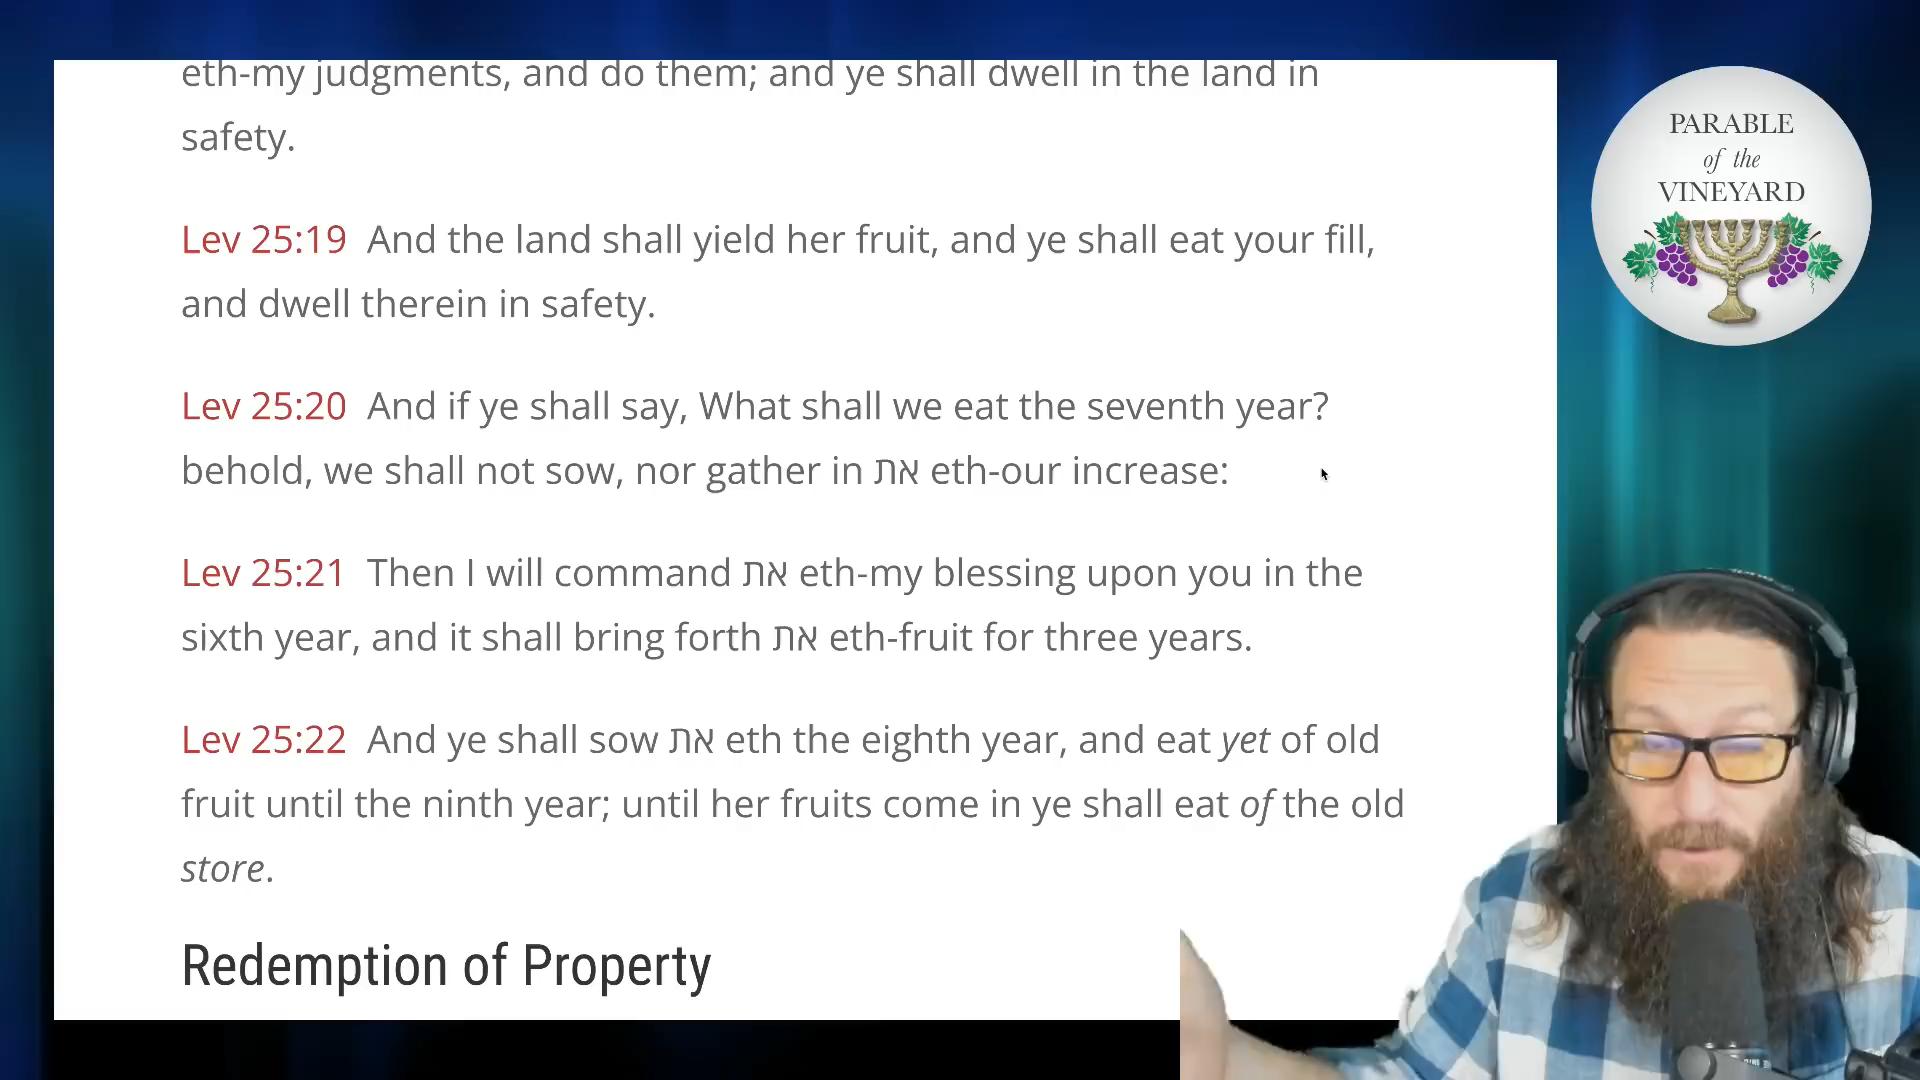 eth-my judgments, and do them; and ye shall dwell in the land in
safety.
Lev 25:19 And the land shall yield her fruit, and ye shall eat your fill,
and dwell therein in safety.
Lev 25:20 And if ye shall say, What shall we eat the seventh year?
behold, we shall not sow, nor gather in את eth-our increase:
Lev 25:21 Then I will command את eth-my blessing upon you in the
sixth year, and it shall bring forth את eth-fruit for three years.
Lev 25:22 And ye shall sow את eth the eighth year, and eat yet of old
fruit until the ninth year; until her fruits come in ye shall eat of the old
store.
Redemption of Property
PARABLE
of the
VINEYARD